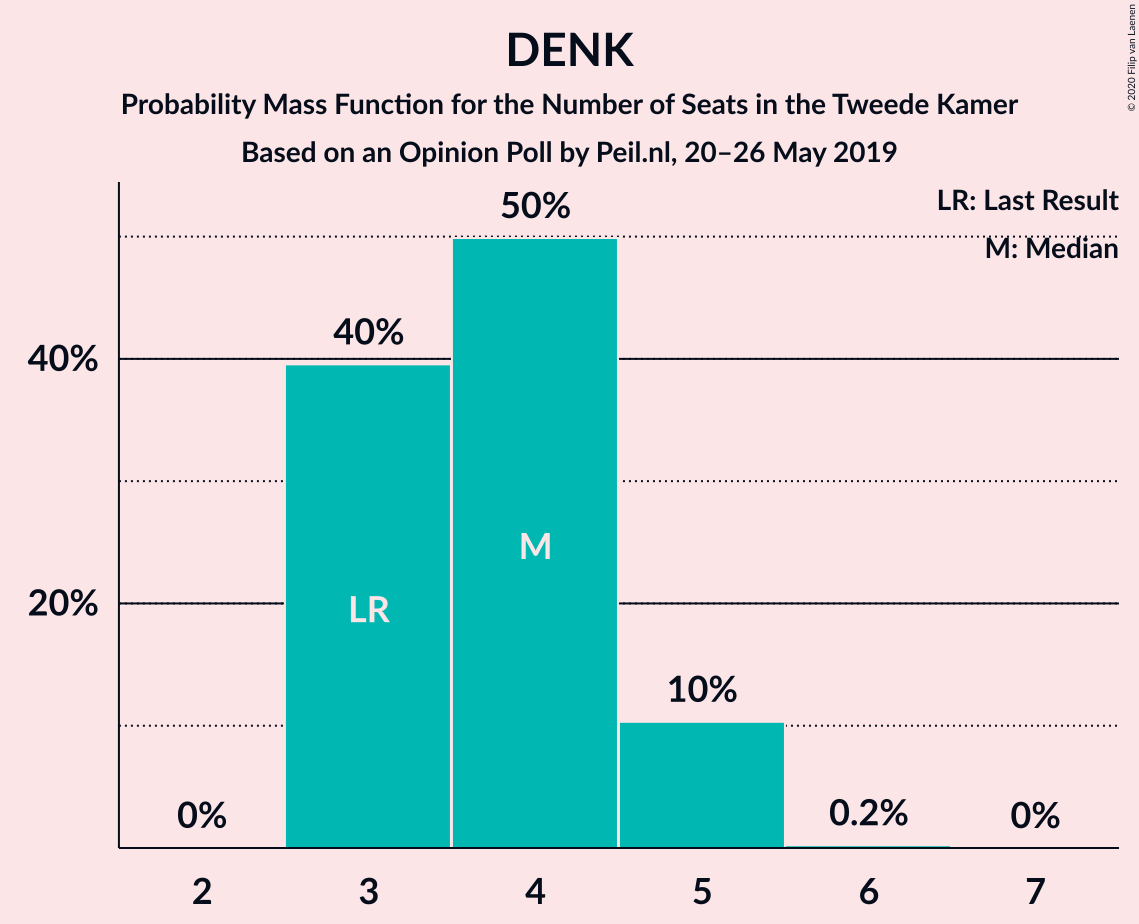 DENK
Probability Mass Function for the Number of Seats in the Tweede Kamer
Based on an Opinion Poll by Peil.nl, 20–26 May 2019
© 2020 Filip van Laenen
LR: Last Result
M: Median
50%
40%
40%
20%
M
LR
10%
0%
0.2%
0%
2 3 4 5 6 7